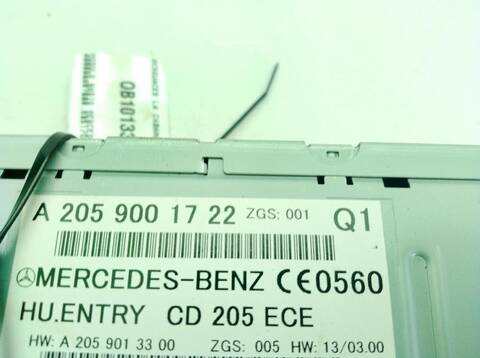 081013
A 205 900 17 22 ZGS: 001 Q1
MERCEDES-BENZ CE0560
HU.ENTRY CD 205 ECE
HW: A 205 901 33 00 ZGS: 005 HW: 13/03.00